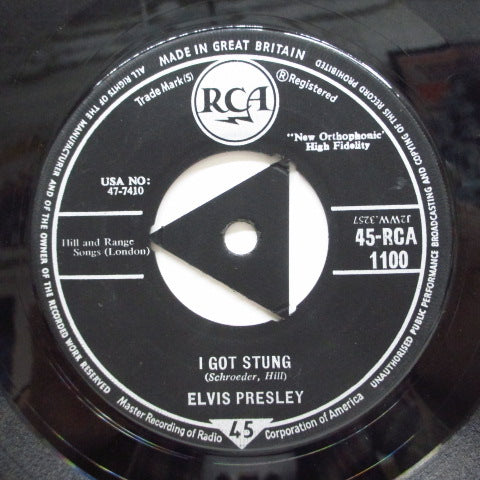 MADE IN GREAT BRITAIN
ALL RIGHTS OF THE MANUFACTURER AND OF THE OWNER OF THE RECORDED WORK RESERVED
UNAUTHORISED PUBLIC PERFORMANCE BROADCASTING AND COPYING OF THIS RECORD PROHIBITED
Trade Mark(S)
RCA
®Registered
"New Orthophonic"
High Fidelity
USA NO:
47-7410
J2WW.3257
Hill and Range
Songs (London)
45-RCA
1100
I GOT STUNG
(Schroeder, Hill)
ELVIS PRESLEY
Master Recording of Radio Corporation of America
45